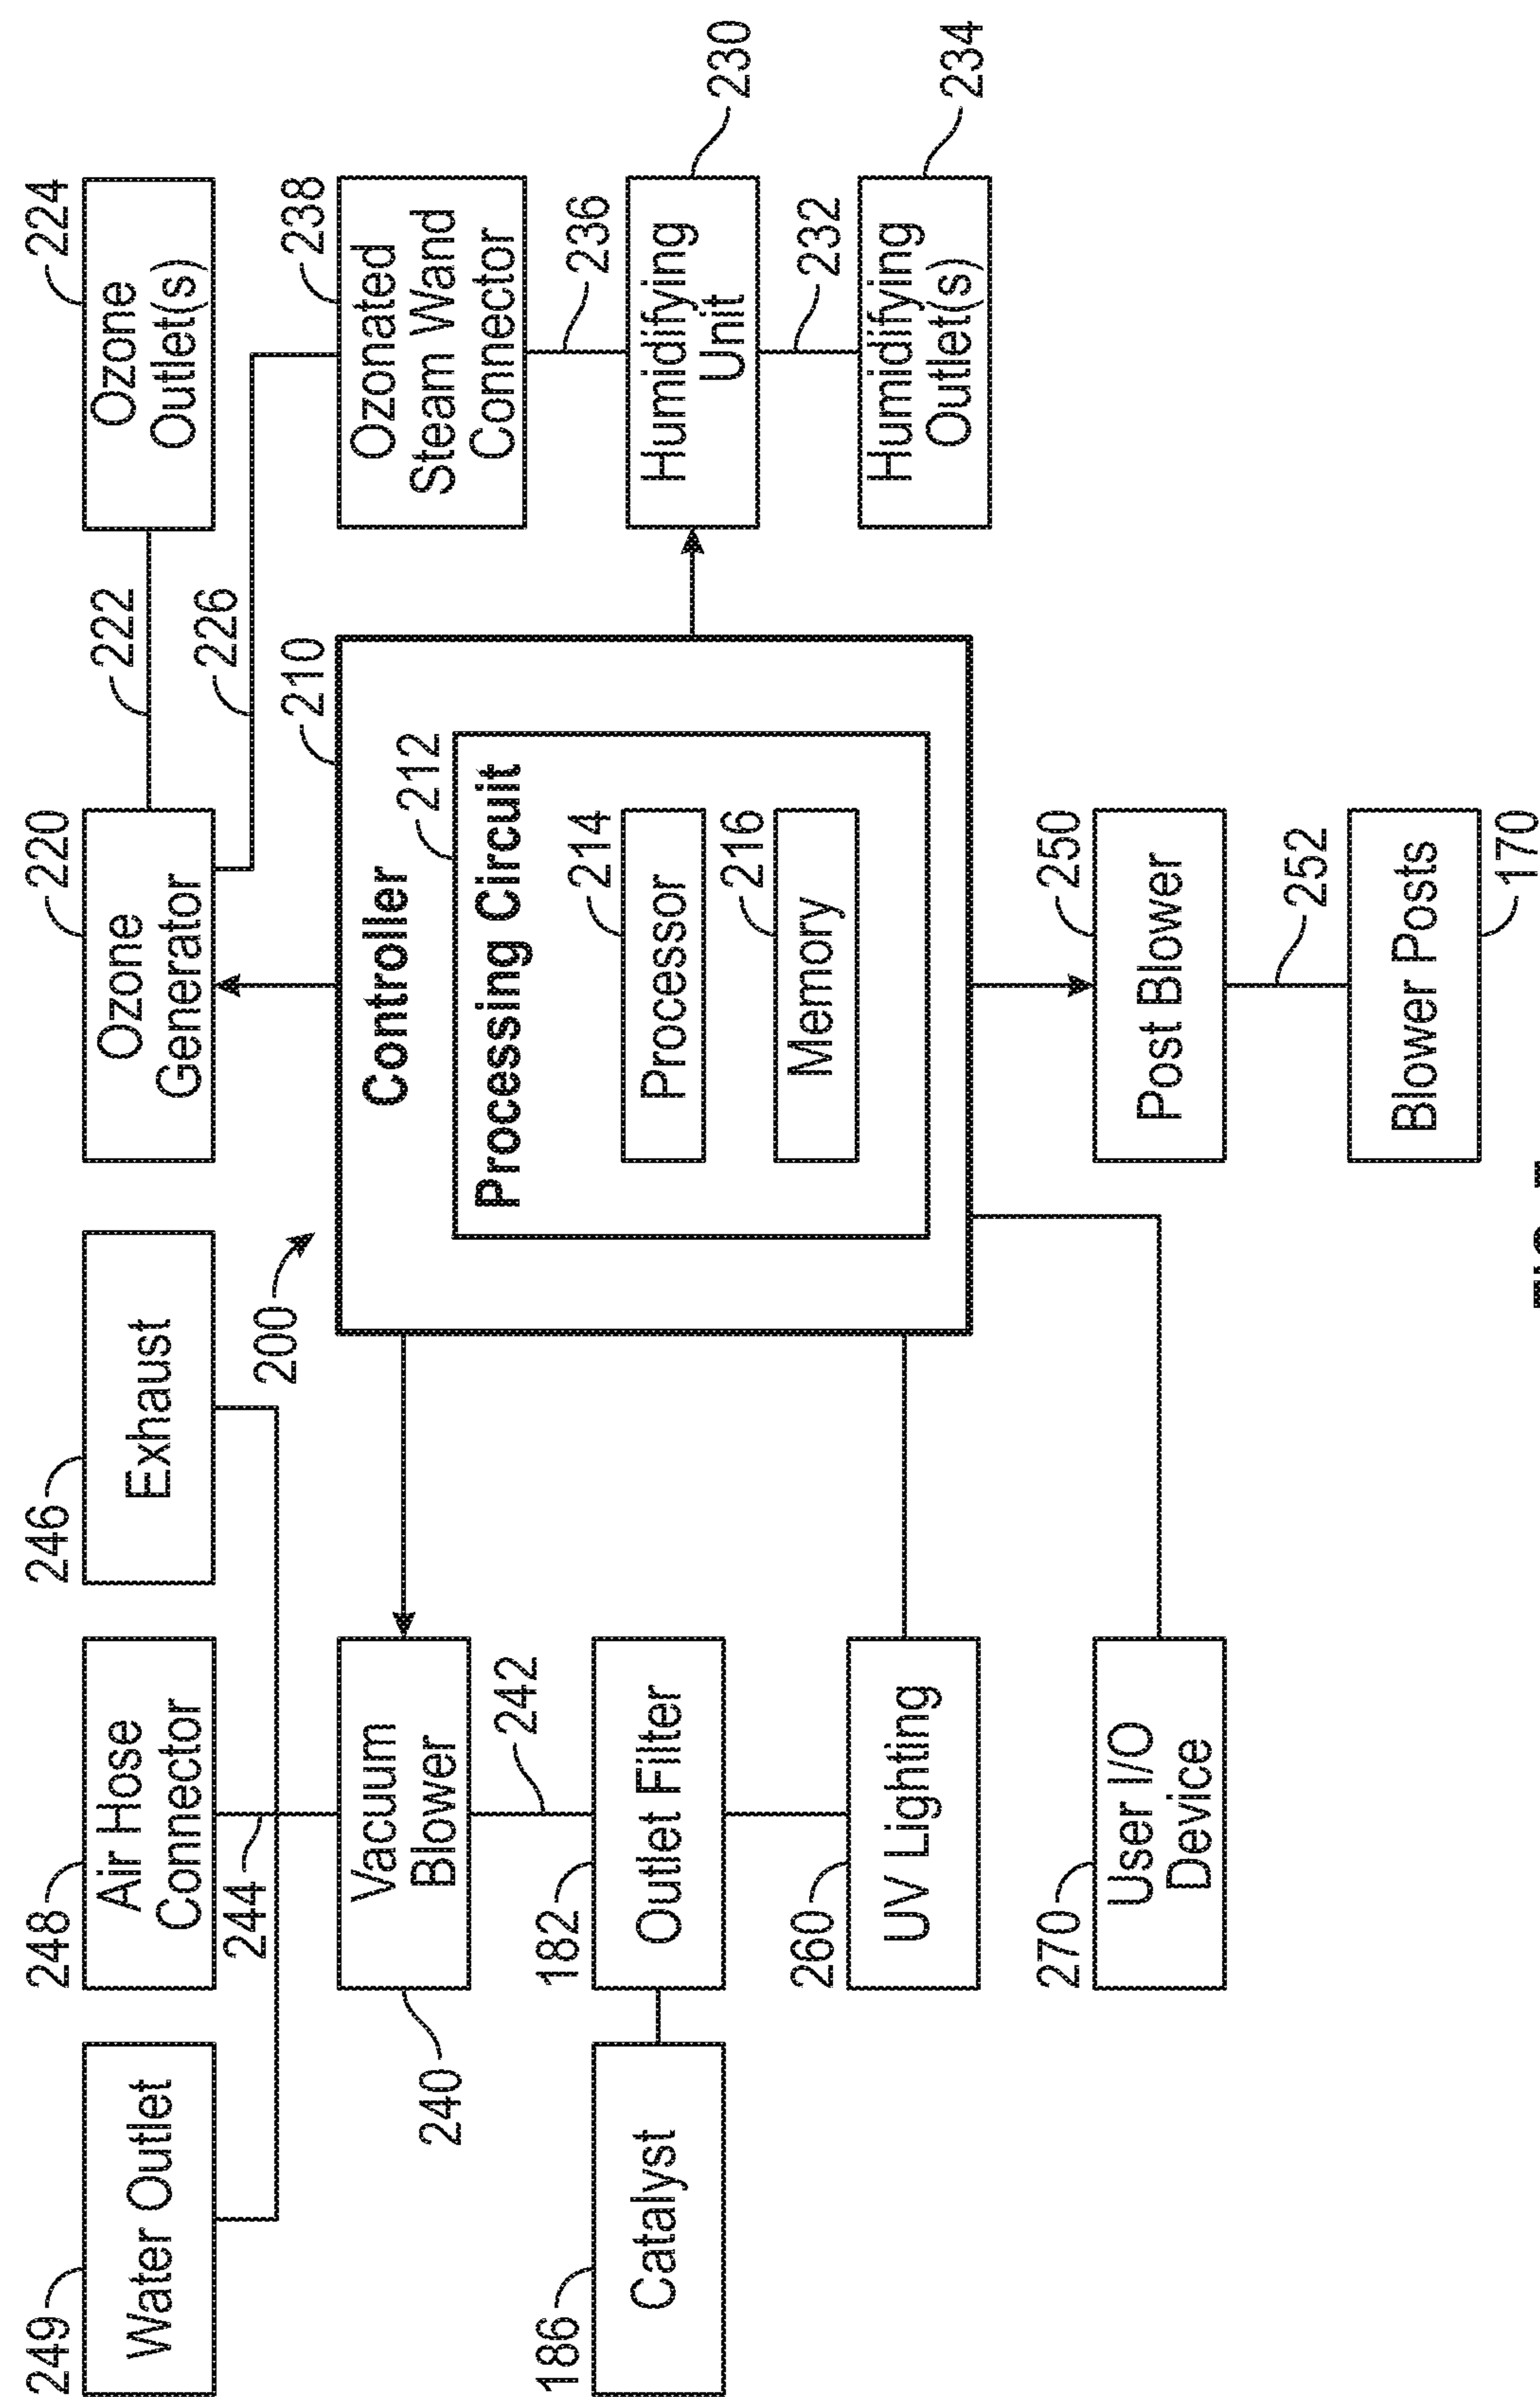 249
248
246
220
224
Water Outlet
Air Hose
Connector
Exhaust
Ozone
Generator
Ozone
Outlet(s)
222
226
244
200
210
238
240
Vacuum
Blower
Controller
Ozonated
Steam Wand
Connector
212
Processing Circuit
242
236
186
182
214
Catalyst
Outlet Filter
Processor
Humidifying
Unit
230
216
Memory
232
260
UV Lighting
Humidifying
Outlet(s)
234
270
250
User I/O
Device
Post Blower
252
Blower Posts
170